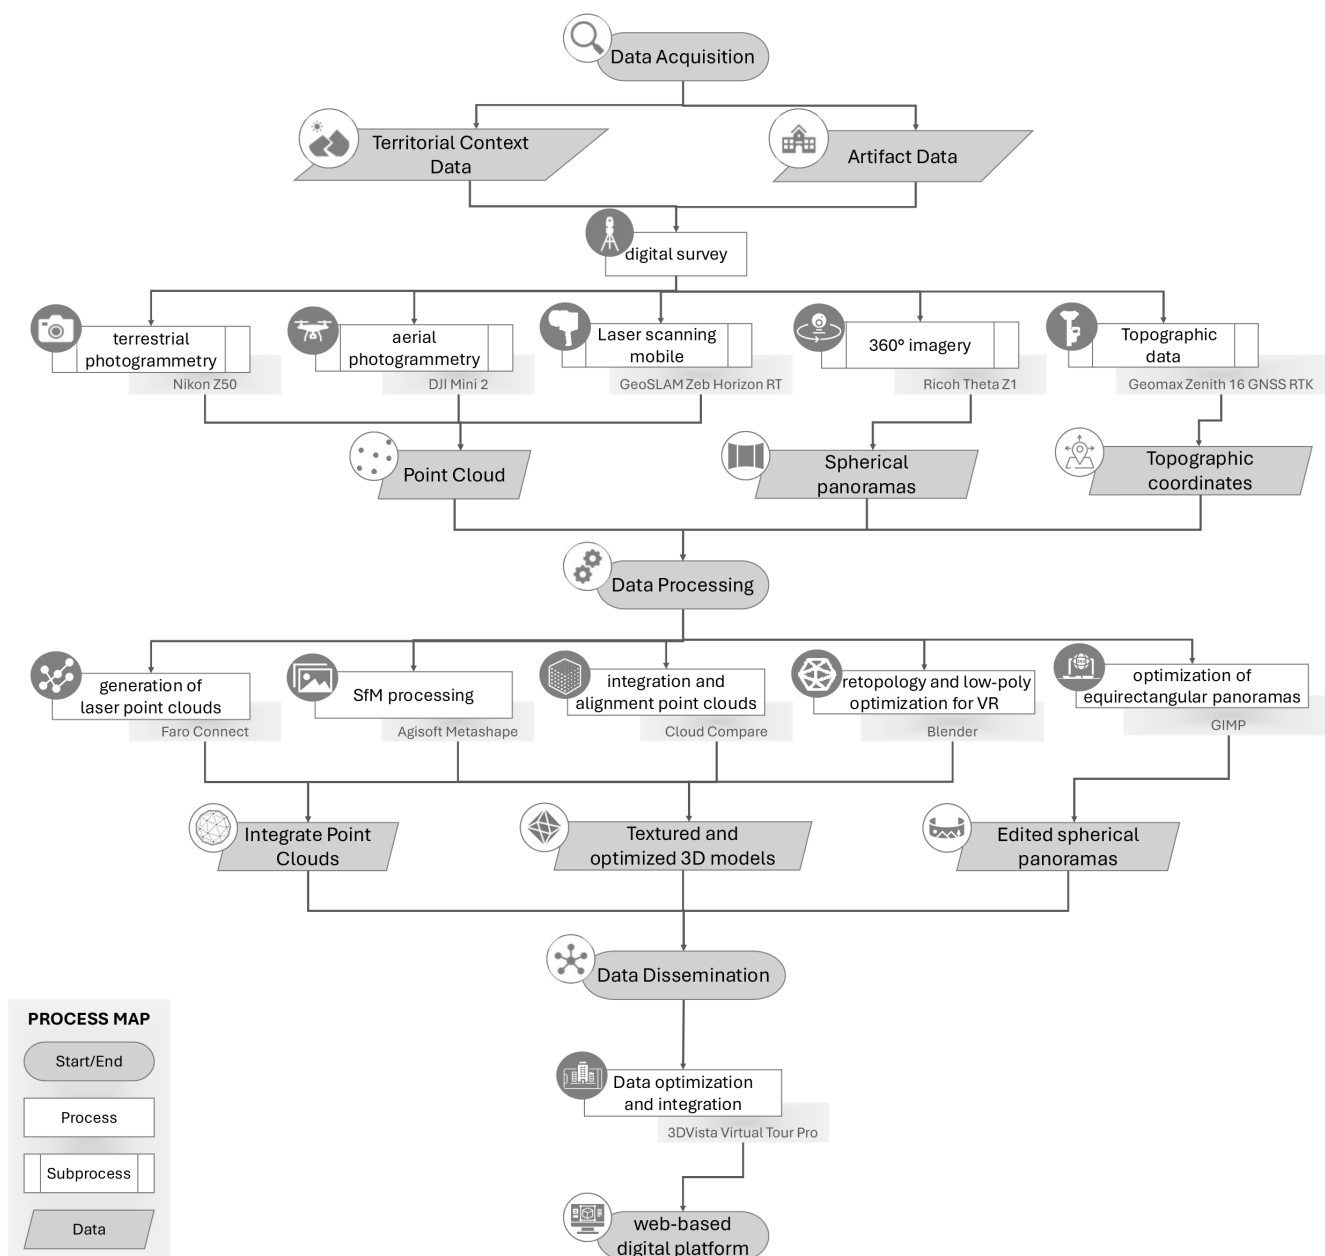 Data Acquisition
Territorial Context
Data
Artifact Data
digital survey
terrestrial
photogrammetry
Nikon Z50
aerial
photogrammetry
DJI Mini 2
Laser scanning
mobile
GeoSLAM Zeb Horizon RT
360º imagery
Ricoh Theta Z1
Topographic
data
Geomax Zenith 16 GNSS RTK
Point Cloud
Spherical
panoramas
Topographic
coordinates
Data Processing
generation of
laser point clouds
Faro Connect
SfM processing
Agisoft Metashape
integration and
alignment point clouds
Cloud Compare
retopology and low-poly
optimization for VR
Blender
optimization of
equirectangular panoramas
GIMP
Integrate Point
Clouds
Textured and
optimized 3D models
Edited spherical
panoramas
Data Dissemination
Data optimization
and integration
3DVista Virtual Tour Pro
web-based
digital platform
PROCESS MAP
Start/End
Process
Subprocess
Data